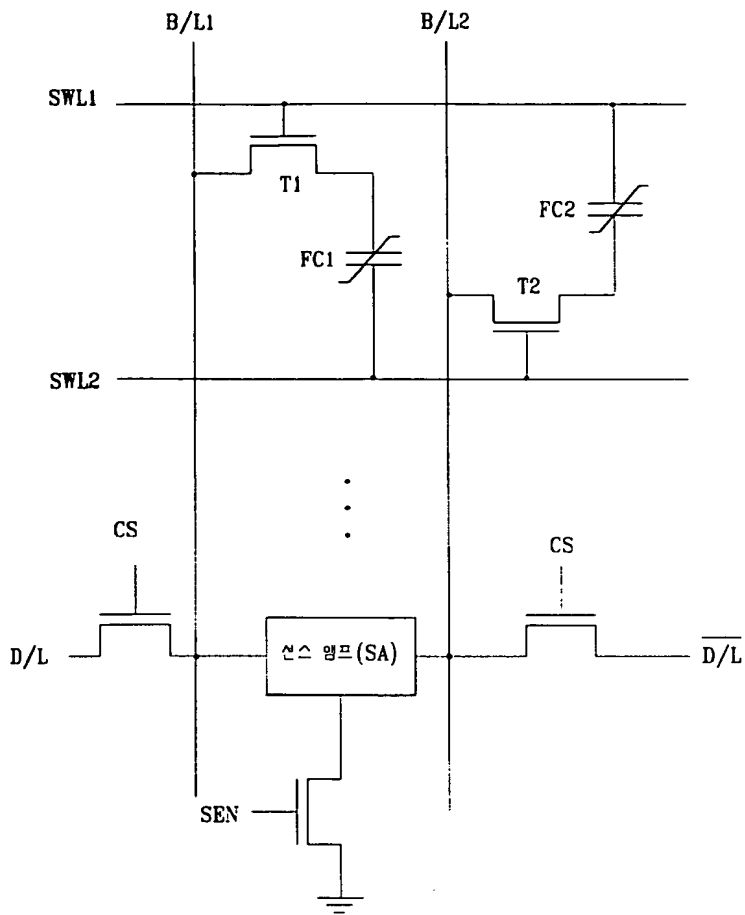 B/L1 B/L2
SWL1
T1
FC2
FC1
T2
SWL2
CS
CS
D/L
센스 앰프(SA)
D/L
SEN